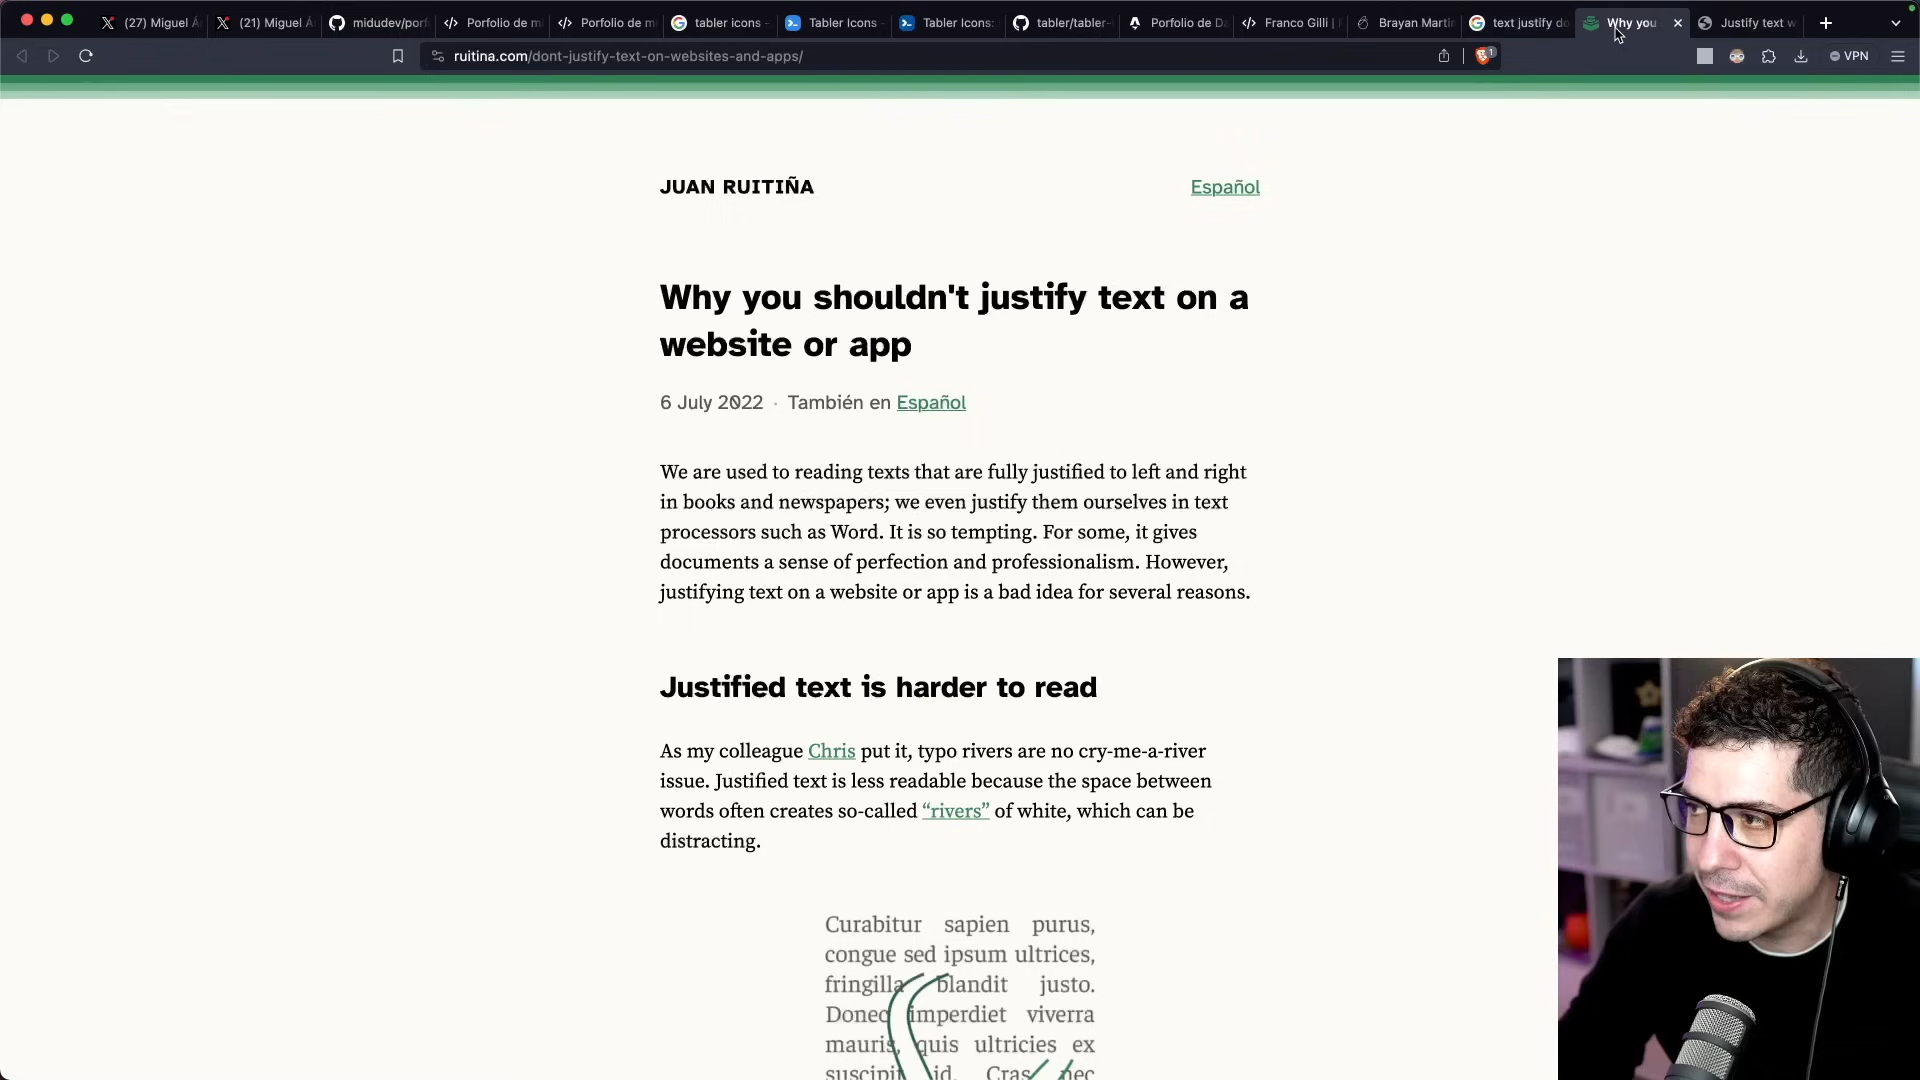 (27) Miguel Á
(21) Miguel Á
midudev/porf
Porfolio de mi
Porfolio de mi
tabler icons -
Tabler Icons -
Tabler Icons:
tabler/tabler-
Porfolio de Da
Franco Gilli |
Brayan Martin
text justify do
Why you
Justify text w
ruitina.com/dont-justify-text-on-websites-and-apps/
1
VPN
JUAN RUITIÑA
Español
Why you shouldn't justify text on a
website or app
6 July 2022 · También en Español
We are used to reading texts that are fully justified to left and right
in books and newspapers; we even justify them ourselves in text
processors such as Word. It is so tempting. For some, it gives
documents a sense of perfection and professionalism. However,
justifying text on a website or app is a bad idea for several reasons.
Justified text is harder to read
As my colleague Chris put it, typo rivers are no cry-me-a-river
issue. Justified text is less readable because the space between
words often creates so-called “rivers” of white, which can be
distracting.
Curabitur sapien purus,
congue sed ipsum ultrices,
fringilla blandit justo.
Donec imperdiet viverra
mauris, quis ultricies ex
suscipit id. Cras nec